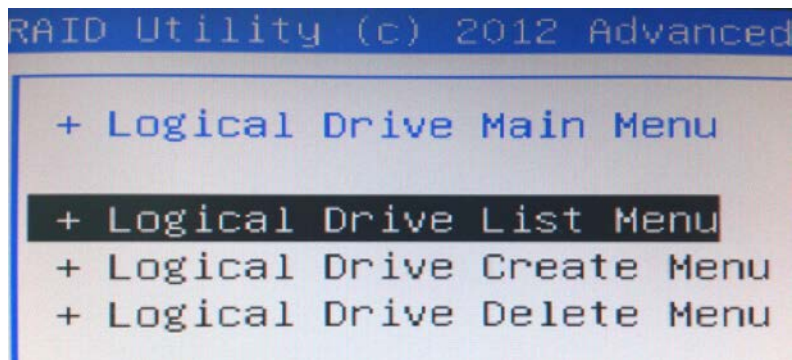 RAID Utility (c) 2012 Advanced
+ Logical Drive Main Menu
+ Logical Drive List Menu
+ Logical Drive Create Menu
+ Logical Drive Delete Menu